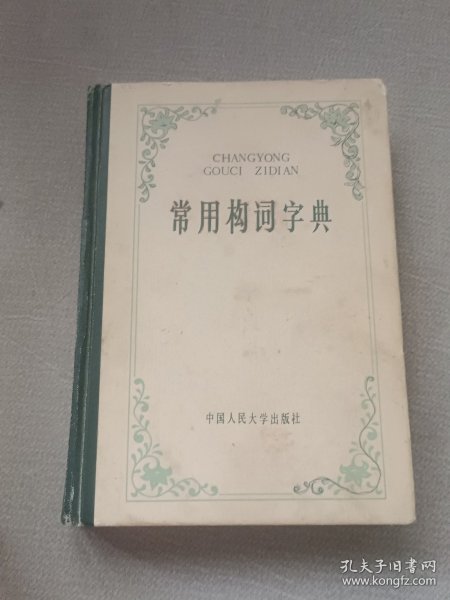 CHANGYONG
GOUCI ZIDIAN
常用构词字典
中国人民大学出版社
孔夫子旧书网
www.kongfz.com